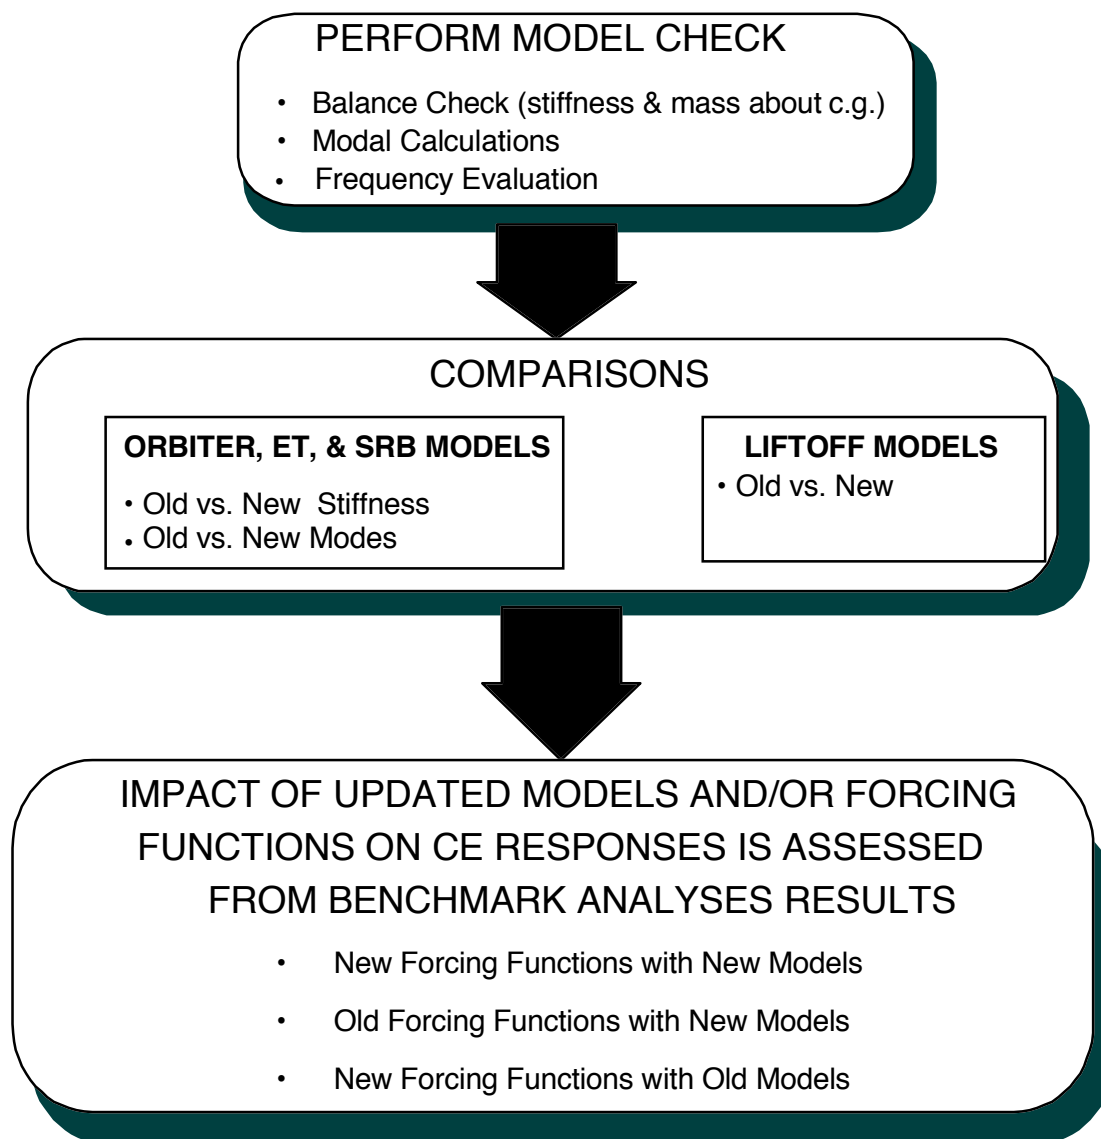 PERFORM MODEL CHECK
• Balance Check (stiffness & mass about c.g.)
• Modal Calculations
• Frequency Evaluation
COMPARISONS
ORBITER, ET, & SRB MODELS
• Old vs. New Stiffness
• Old vs. New Modes
LIFTOFF MODELS
• Old vs. New
IMPACT OF UPDATED MODELS AND/OR FORCING
FUNCTIONS ON CE RESPONSES IS ASSESSED
FROM BENCHMARK ANALYSES RESULTS
• New Forcing Functions with New Models
• Old Forcing Functions with New Models
• New Forcing Functions with Old Models